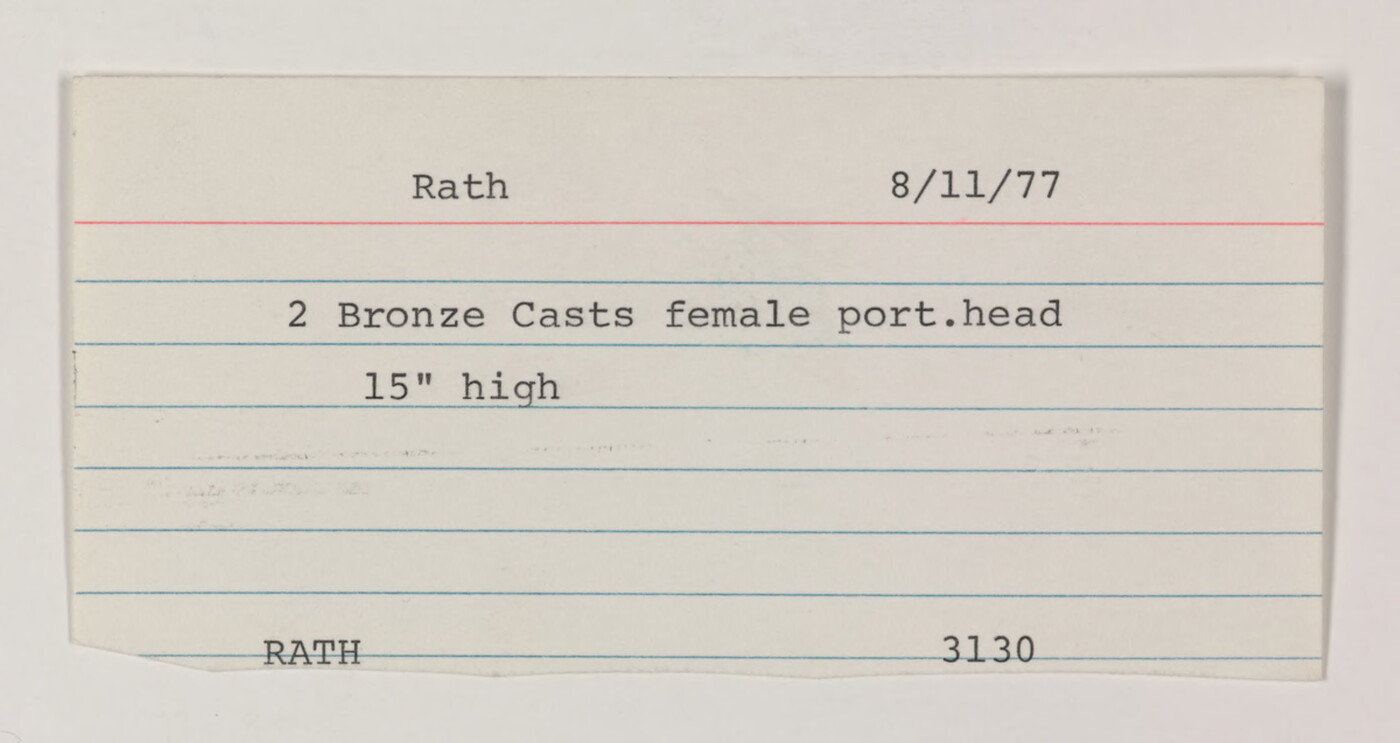 Rath 8/11/77
2 Bronze Casts female port.head
15" high
RATH 3130